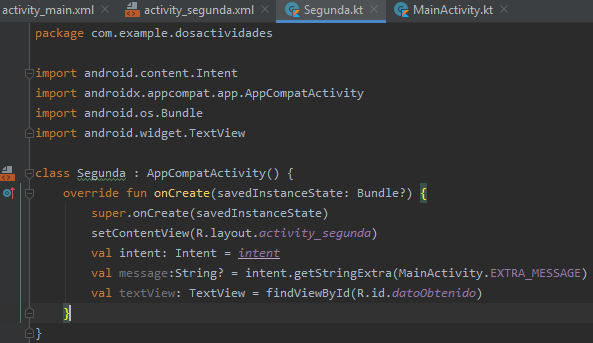 activity_main.xml activity_segunda.xml Segunda.kt MainActivity.kt
package com.example.dosactividades
import android.content.Intent
import androidx.appcompat.app.AppCompatActivity
import android.os.Bundle
import android.widget.TextView
class Segunda : AppCompatActivity() {
override fun onCreate(savedInstanceState: Bundle?) {
super.onCreate(savedInstanceState)
setContentView(R.layout.activity_segunda)
val intent: Intent = intent
val message:String? = intent.getStringExtra(MainActivity.EXTRA_MESSAGE)
val textView: TextView = findViewById(R.id.datoObtenido)
}
}